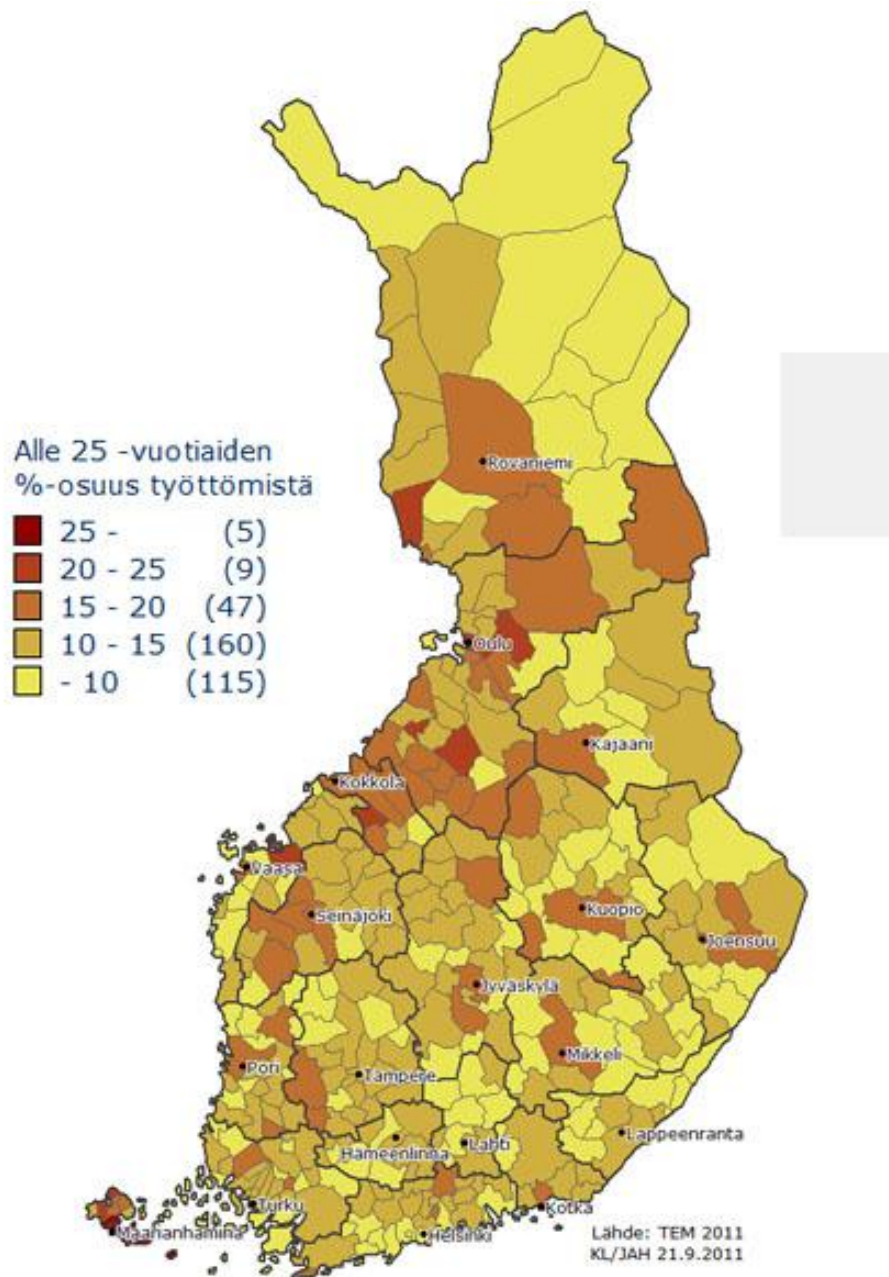 Rovaniemi
Alle 25 -vuotiaiden
%-osuus työttömistä
25 - (5)
20 - 25 (9)
15 - 20 (47)
10 - 15 (160)
- 10 (115)
Oulu
Kajaani
Kokkola
Vaasa
Seinäjoki
Kuopio
Joensuu
Jyväskylä
Mikkeli
Pori
Tampere
Lappeenranta
Hämeenlinna
Lahti
Turku
Kotka
Maarianhamina
Helsinki
Lähde: TEM 2011
KL/JAH 21.9.2011